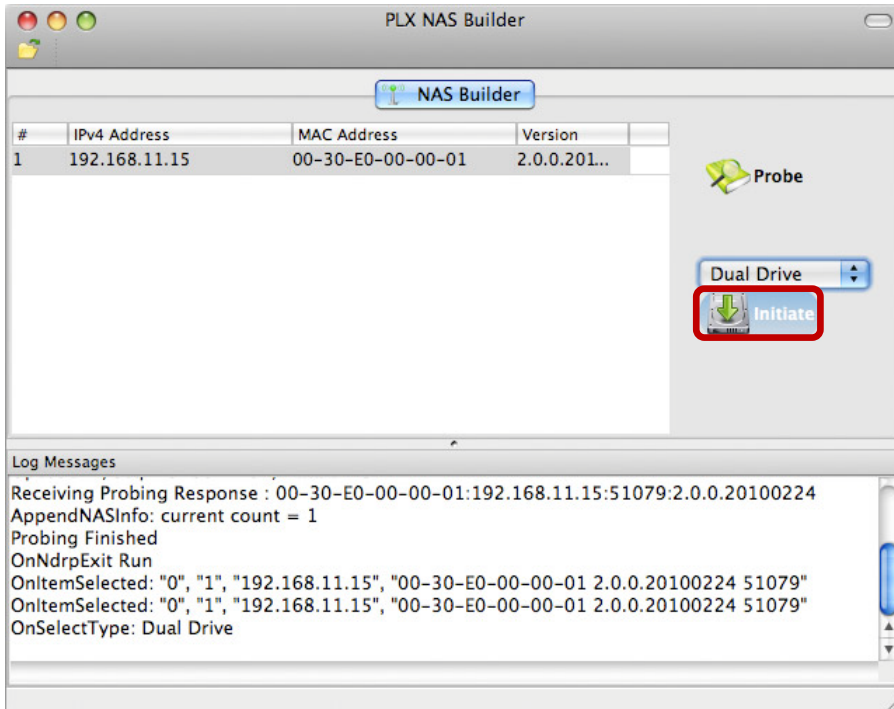 PLX NAS Builder
NAS Builder
# IPv4 Address MAC Address Version
1 192.168.11.15 00-30-E0-00-00-01 2.0.0.201...
Probe
Dual Drive
Initiate
Log Messages
Receiving Probing Response : 00-30-E0-00-00-01:192.168.11.15:51079:2.0.0.20100224
AppendNASInfo: current count = 1
Probing Finished
OnNdrpExit Run
OnItemSelected: "0", "1", "192.168.11.15", "00-30-E0-00-00-01 2.0.0.20100224 51079"
OnItemSelected: "0", "1", "192.168.11.15", "00-30-E0-00-00-01 2.0.0.20100224 51079"
OnSelectType: Dual Drive